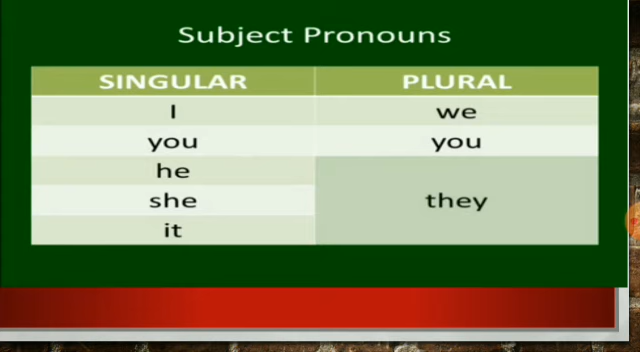 Subject Pronouns
SINGULAR PLURAL
I we
you you
he
she they
it